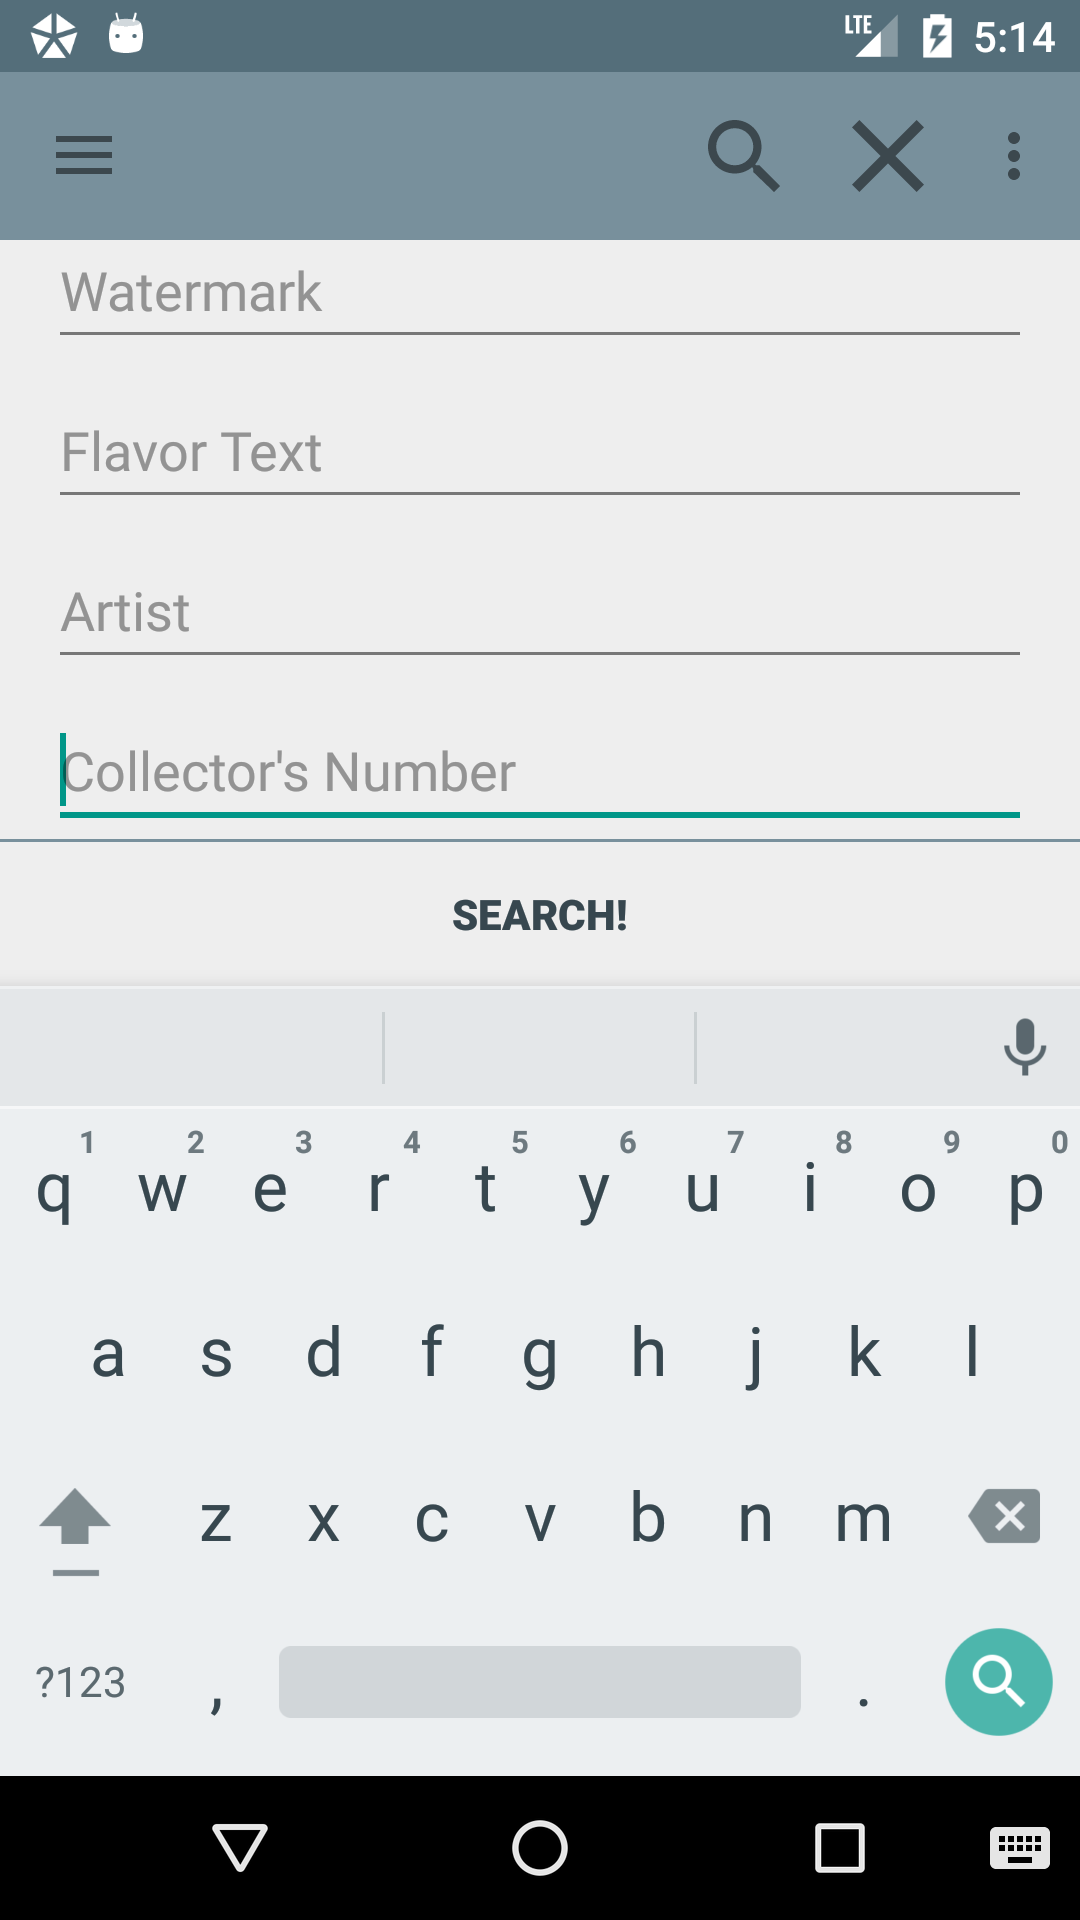 LTE 5:14
Watermark
Flavor Text
Artist
Collector's Number
SEARCH!
1 2 3 4 5 6 7 8 9 0
q w e r t y u i o p
a s d f g h j k l
z x c v b n m
?123 , .